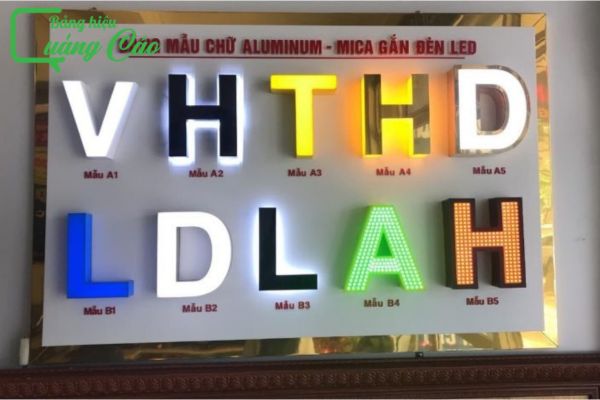 Bảng hiệu
Quảng Cáo
MẪU CHỮ ALUMINUM - MICA GẮN ĐÈN LED
V H T H D
Mẫu A1 Mẫu A2 Mẫu A3 Mẫu A4 Mẫu A5
L D L A H
Mẫu B1 Mẫu B2 Mẫu B3 Mẫu B4 Mẫu B5